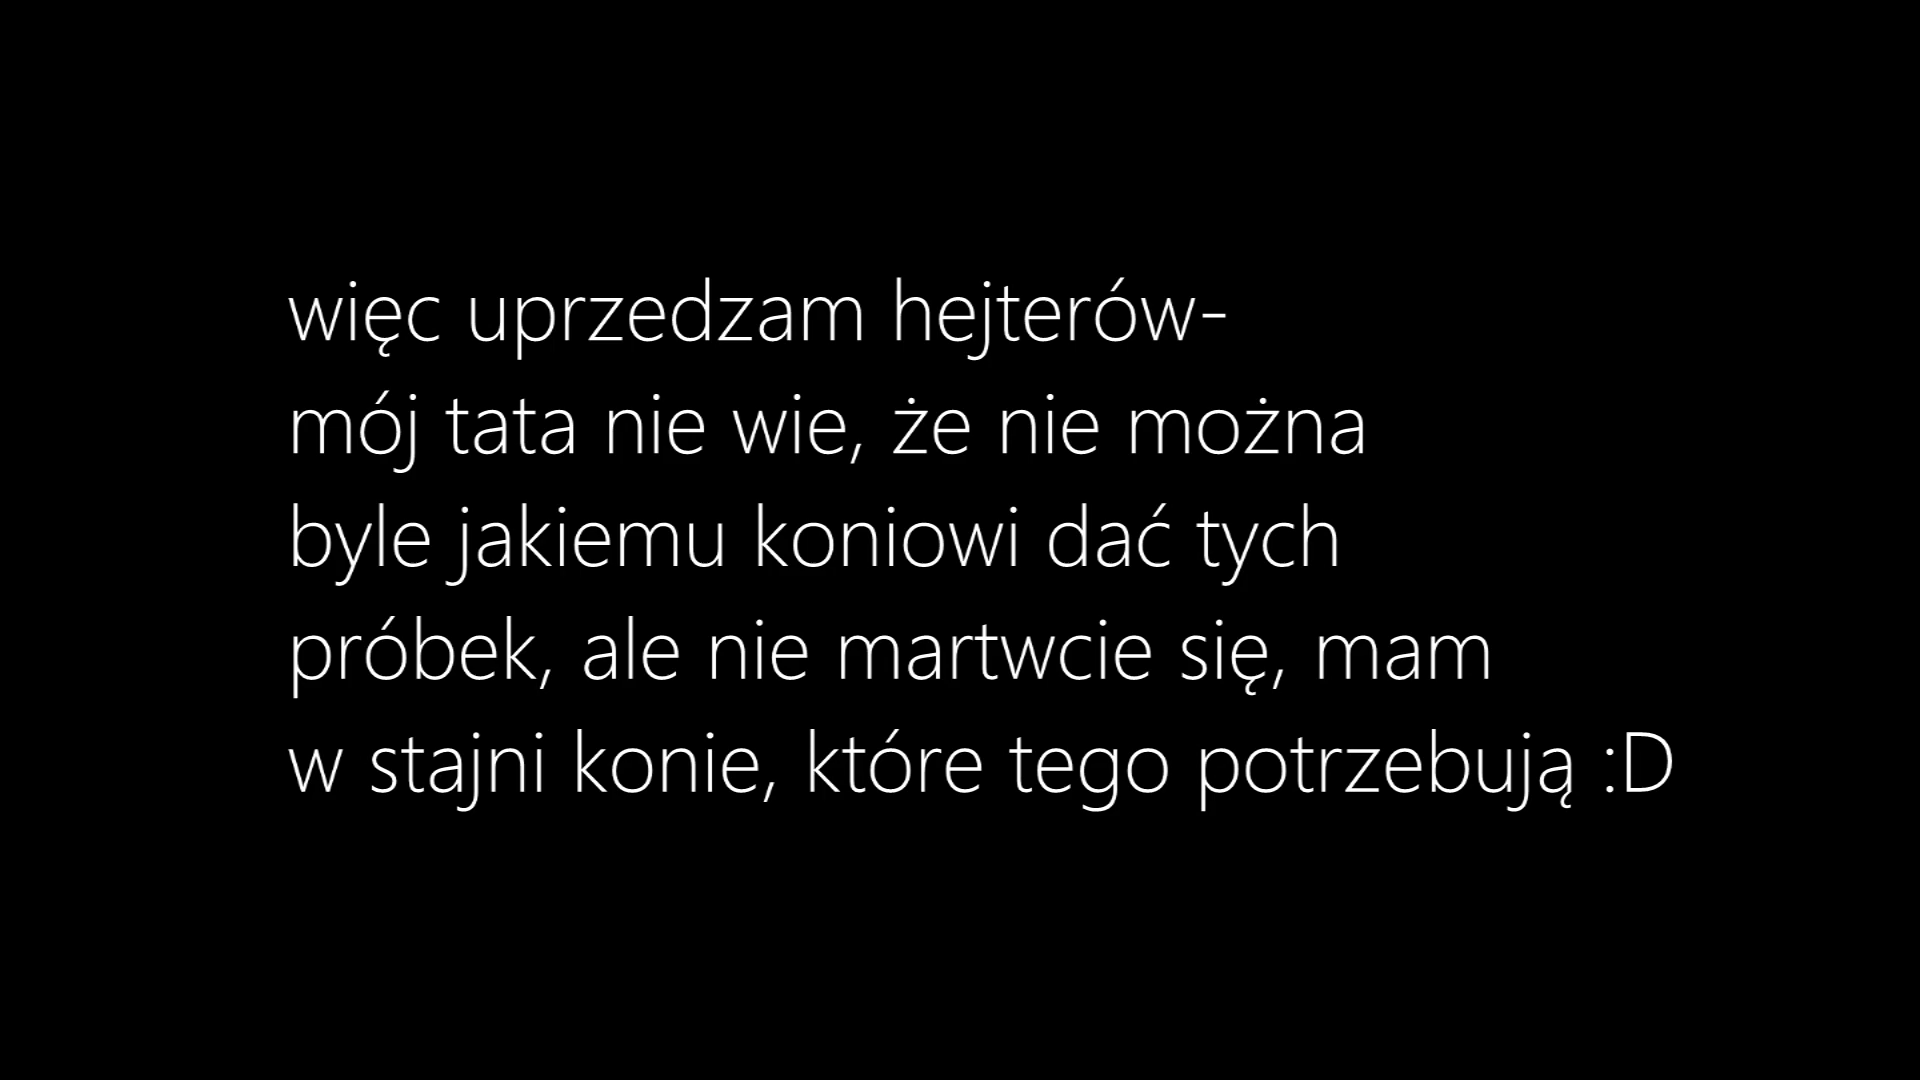 więc uprzedzam hejterów-
mój tata nie wie, że nie można
byle jakiemu koniowi dać tych
próbek, ale nie martwcie się, mam
w stajni konie, które tego potrzebują :D